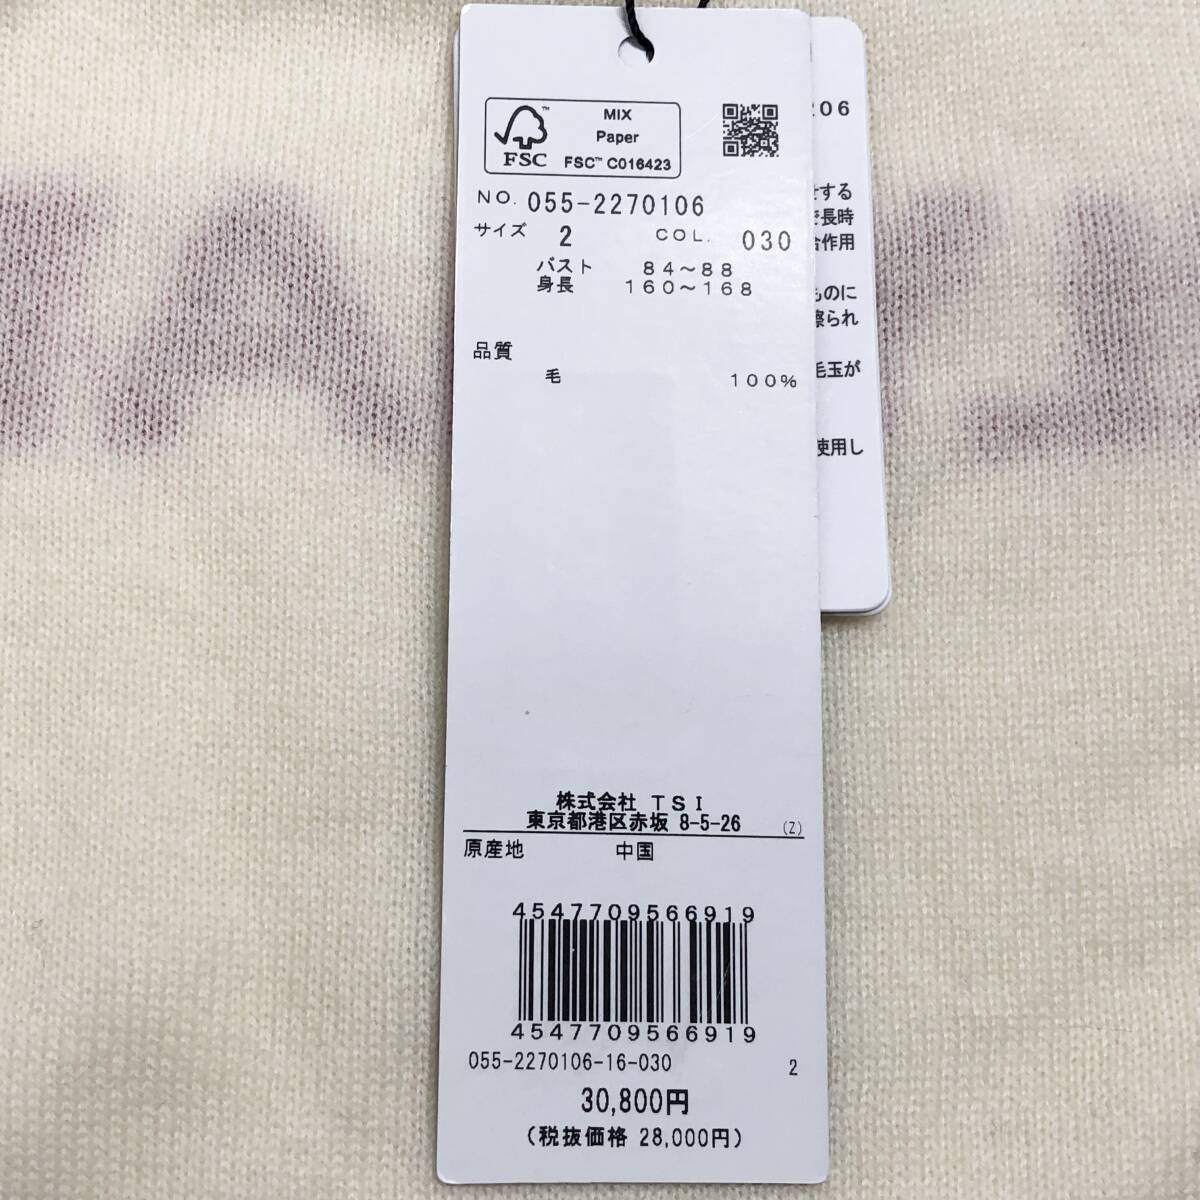 MIX
Paper
FSC™ C016423
FSC
NO. 055-2270106
サイズ 2 COL. 030
バスト 84～88
身長 160～168
品質
毛 100%
株式会社 TSI
東京都港区赤坂 8-5-26 (Z)
原産地 中国
4547709566919
4547709566919
055-2270106-16-030 2
30,800円
(税抜価格 28,000円)
06
する
長時
作用
ものに
擦られ
毛玉が
使用し